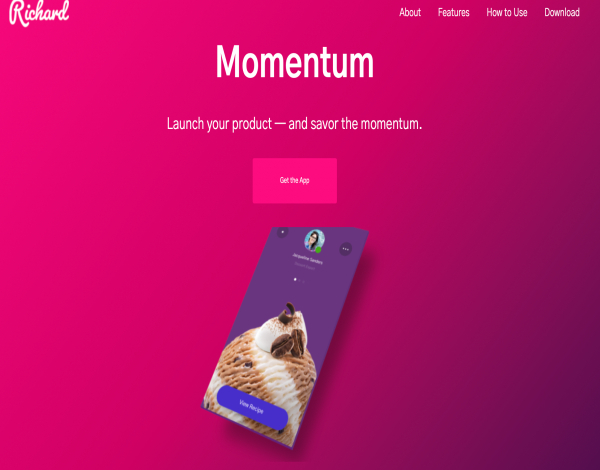 Richard
About
Features
How to Use
Download
Momentum
Launch your product — and savor the momentum.
Get the App
Jacqueline Sanders
View Recipe